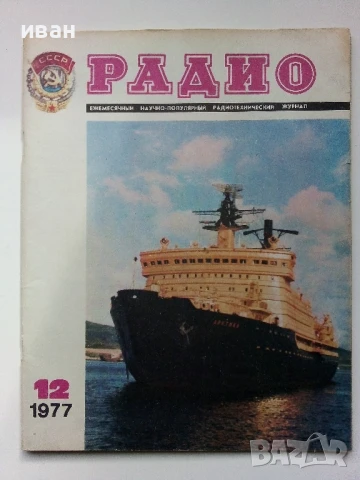 иван
СССР
РАДИО
ЕЖЕМЕСЯЧНЫЙ НАУЧНО-ПОПУЛЯРНЫЙ РАДИОТЕХНИЧЕСКИЙ ЖУРНАЛ
АРКТИКА
12
1977
BAZAR